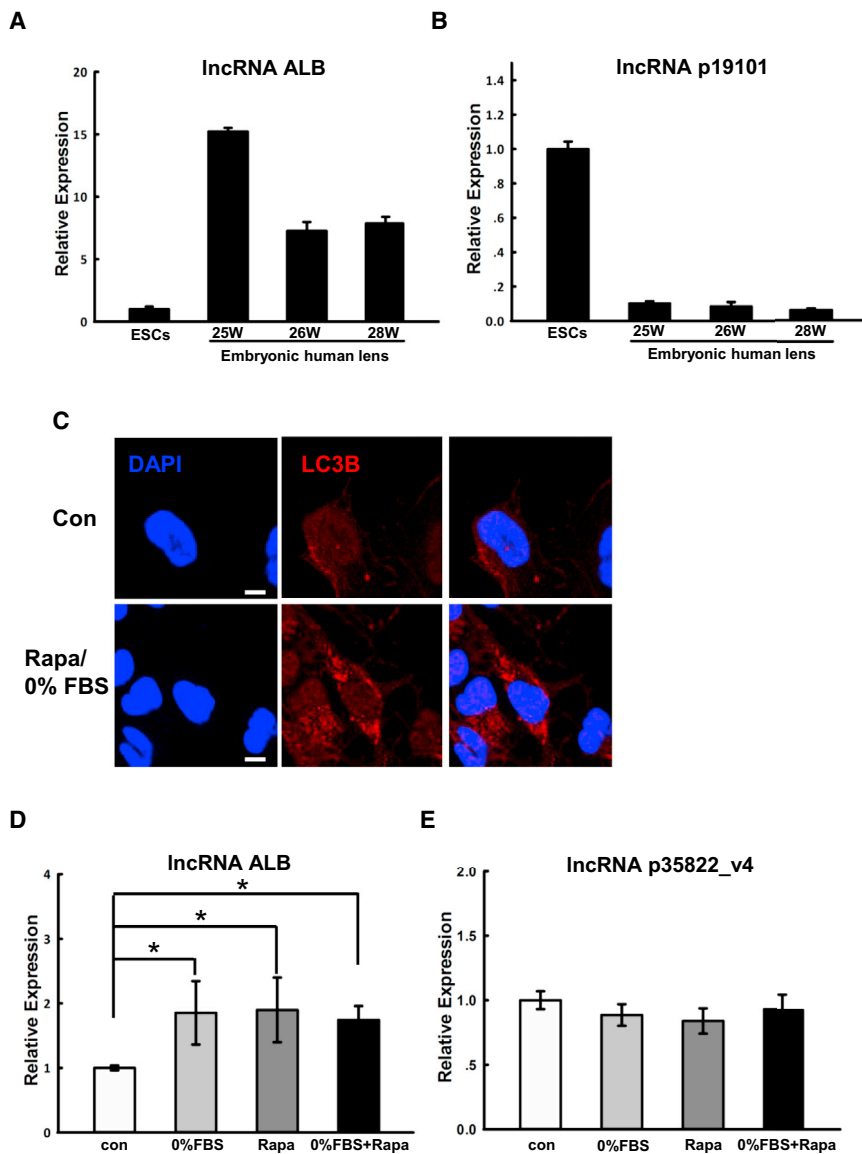 A
lncRNA ALB
Relative Expression
20
15
10
5
0
ESCs
25W
26W
28W
Embryonic human lens
B
lncRNA p19101
Relative Expression
1.4
1.2
1.0
.8
.6
.4
.2
0.0
ESCs
25W
26W
28W
Embryonic human lens
C
DAPI
LC3B
Con
Rapa/
0% FBS
D
lncRNA ALB
Relative Expression
4
3
2
1
0
*
*
*
con
0%FBS
Rapa
0%FBS+Rapa
E
lncRNA p35822_v4
Relative Expression
2.0
1.5
1.0
.5
0.0
con
0%FBS
Rapa
0%FBS+Rapa